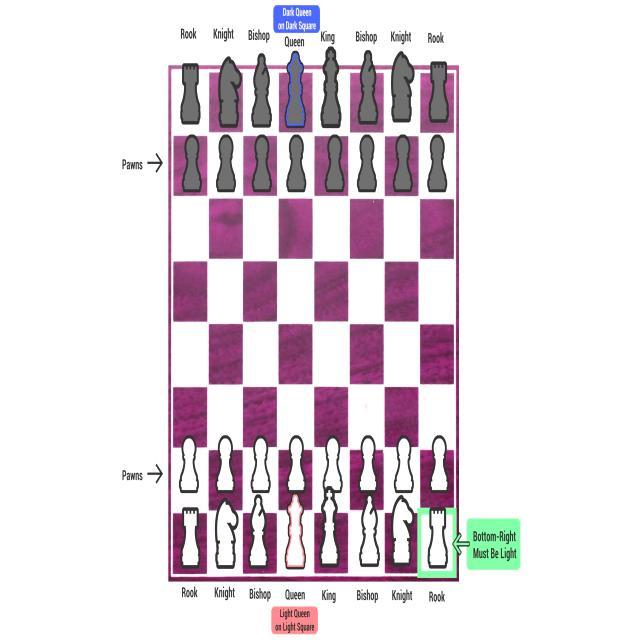 Dark Queen
on Dark Square
Rook Knight Bishop Queen King Bishop Knight Rook
Pawns
Pawns
Bottom-Right
Must Be Light
Rook Knight Bishop Queen King Bishop Knight Rook
Light Queen
on Light Square